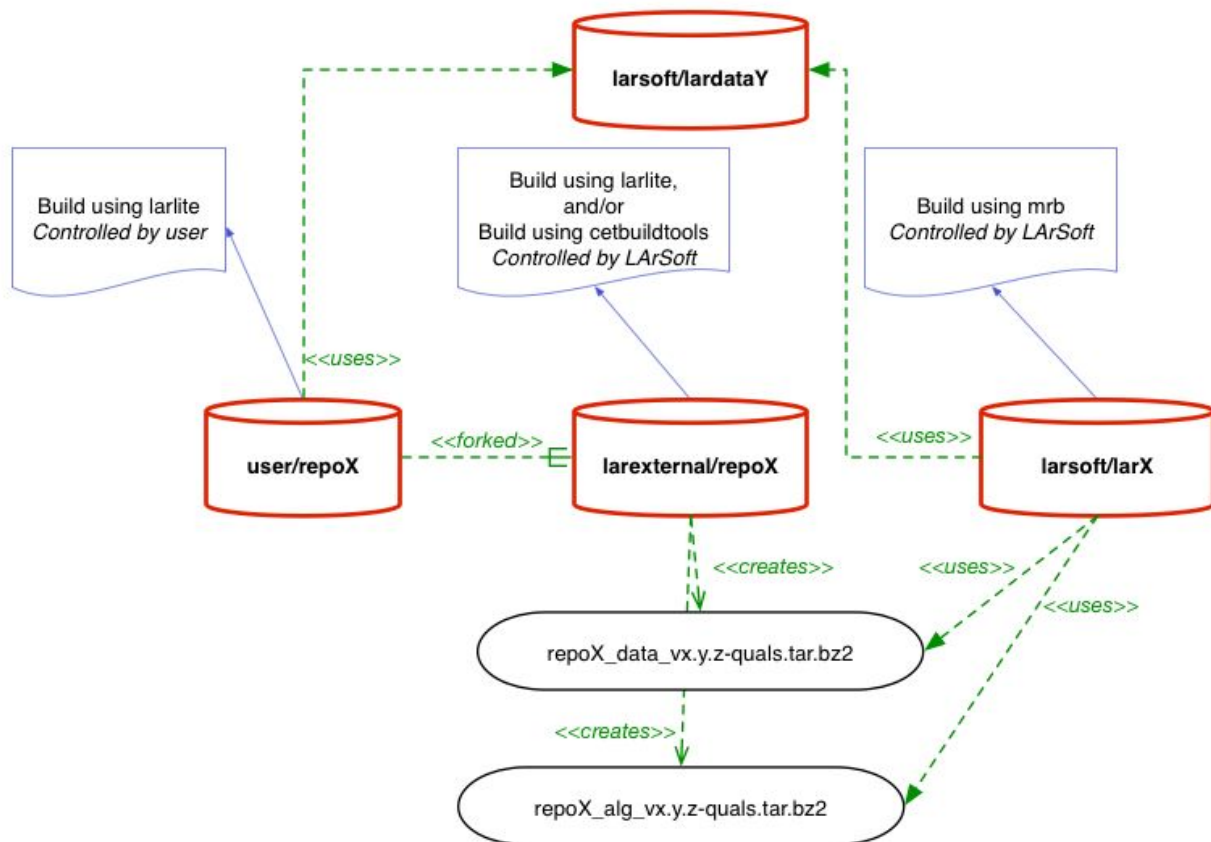 larsoft/lardataY
Build using larlite
Controlled by user
Build using larlite,
and/or
Build using cetbuildtools
Controlled by LArSoft
Build using mrb
Controlled by LArSoft
<<uses>>
<<forked>>
<<uses>>
user/repoX
larexternal/repoX
larsoft/larX
<<creates>>
<<uses>>
<<uses>>
repoX_data_vx.y.z-quals.tar.bz2
<<creates>>
repoX_alg_vx.y.z-quals.tar.bz2